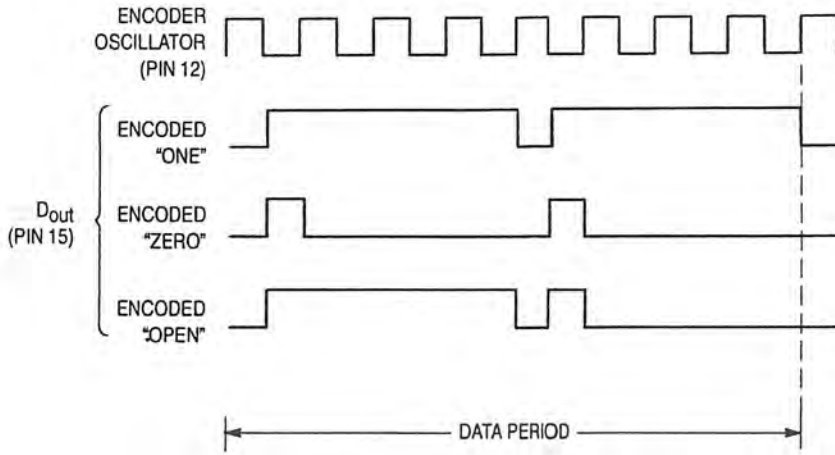 ENCODER
OSCILLATOR
(PIN 12)
ENCODED
“ONE”
Dout
(PIN 15)
ENCODED
“ZERO”
ENCODED
“OPEN”
DATA PERIOD